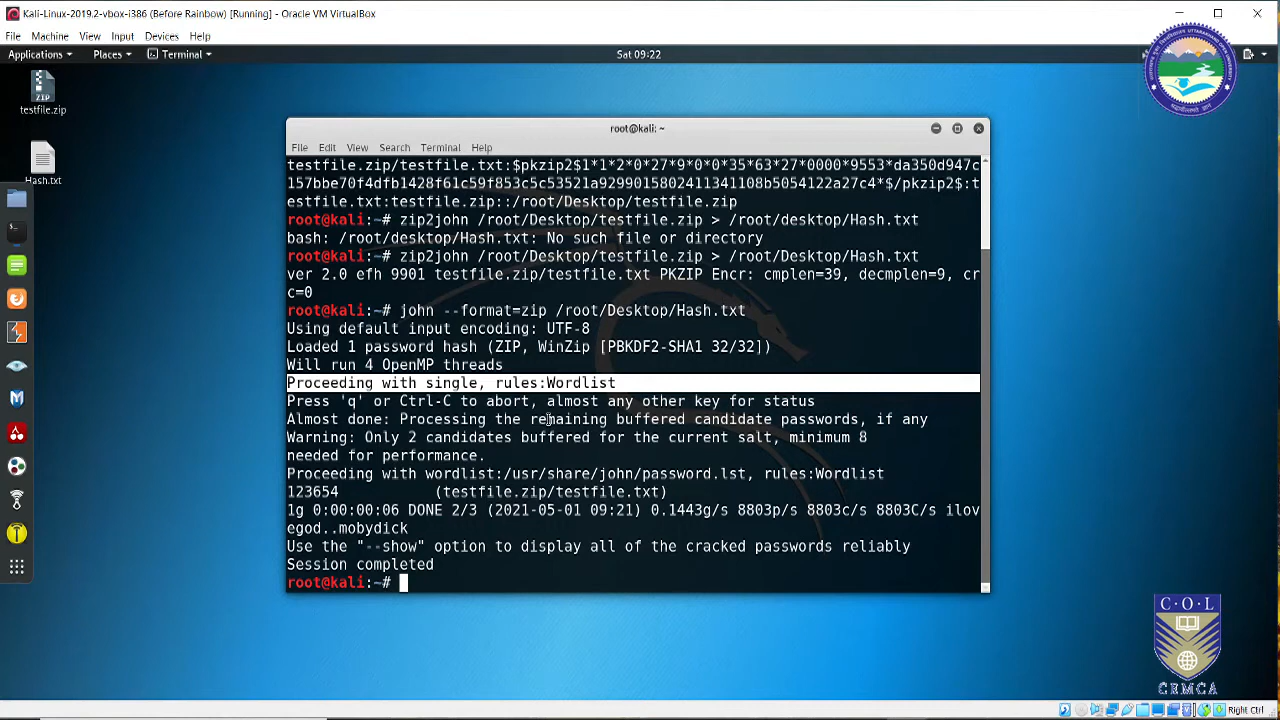 Kali-Linux-2019.2-vbox-i386 (Before Rainbow) [Running] - Oracle VM VirtualBox
File Machine View Input Devices Help
Applications Places Terminal Sat 09:22
testfile.zip
Hash.txt
root@kali: ~
File Edit View Search Terminal Help
testfile.zip/testfile.txt:$pkzip2$1*1*2*0*27*9*0*0*35*63*27*0000*9553*da350d947c
157bbe70f4dfb1428f61c59f853c5c53521a9299015802411341108b5054122a27c4*$/pkzip2$:t
estfile.txt:testfile.zip::/root/Desktop/testfile.zip
root@kali:~# zip2john /root/Desktop/testfile.zip > /root/desktop/Hash.txt
bash: /root/desktop/Hash.txt: No such file or directory
root@kali:~# zip2john /root/Desktop/testfile.zip > /root/Desktop/Hash.txt
ver 2.0 efh 9901 testfile.zip/testfile.txt PKZIP Encr: cmplen=39, decmplen=9, cr
c=0
root@kali:~# john --format=zip /root/Desktop/Hash.txt
Using default input encoding: UTF-8
Loaded 1 password hash (ZIP, WinZip [PBKDF2-SHA1 32/32])
Will run 4 OpenMP threads
Proceeding with single, rules:Wordlist
Press 'q' or Ctrl-C to abort, almost any other key for status
Almost done: Processing the remaining buffered candidate passwords, if any
Warning: Only 2 candidates buffered for the current salt, minimum 8
needed for performance.
Proceeding with wordlist:/usr/share/john/password.lst, rules:Wordlist
123654 (testfile.zip/testfile.txt)
1g 0:00:00:06 DONE 2/3 (2021-05-01 09:21) 0.1443g/s 8803p/s 8803c/s 8803C/s ilov
egod..mobydick
Use the "--show" option to display all of the cracked passwords reliably
Session completed
root@kali:~#
C·O·L
CEMCA
Right Ctrl